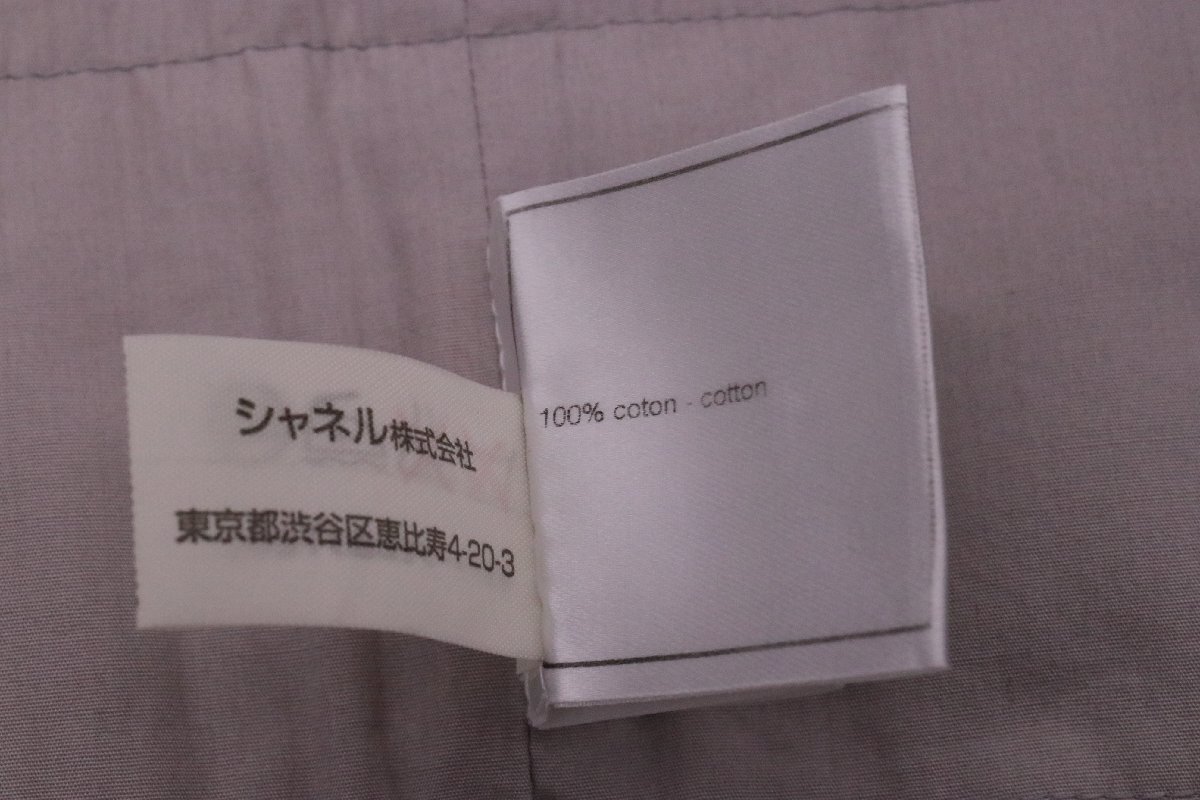 シャネル株式会社
東京都渋谷区恵比寿4-20-3
100% coton - cotton